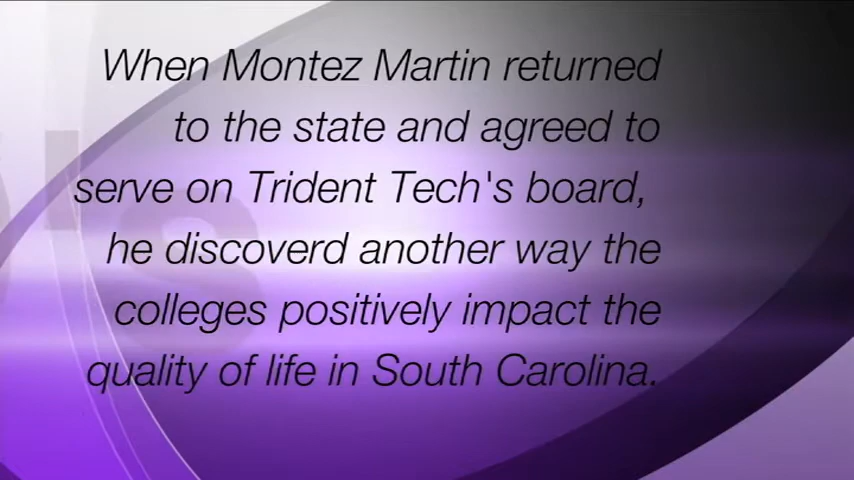 When Montez Martin returned
to the state and agreed to
serve on Trident Tech's board,
he discoverd another way the
colleges positively impact the
quality of life in South Carolina.